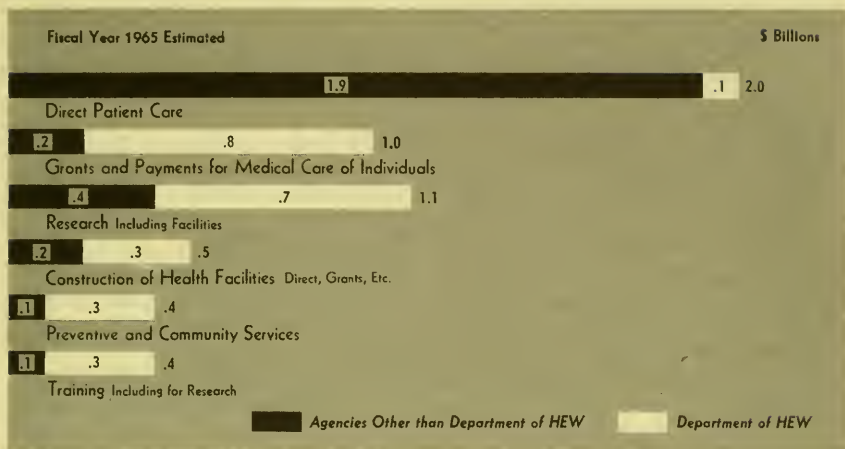 Fiscal Year 1965 Estimated $ Billions
1.9 .1 2.0
Direct Patient Care
.2 .8 1.0
Gronts and Payments for Medical Care of Individuals
.4 .7 1.1
Research Including Facilities
.2 .3 .5
Construction of Health Facilities Direct, Grants, Etc.
.1 .3 .4
Preventive and Community Services
.1 .3 .4
Training Including for Research
Agencies Other than Department of HEW Department of HEW